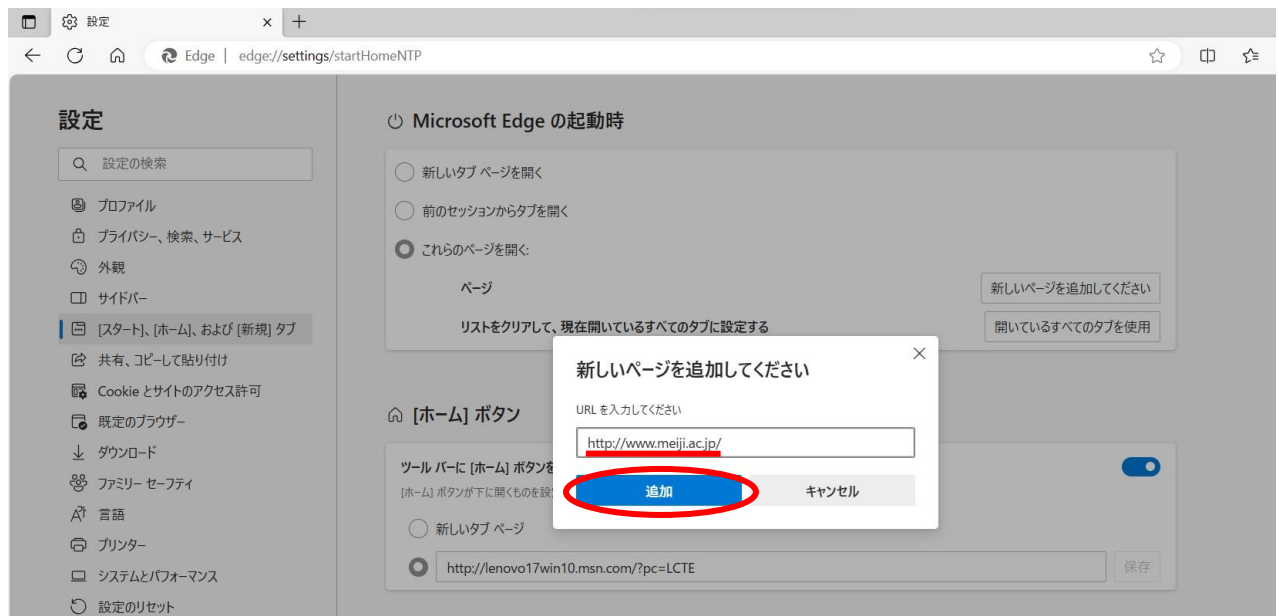 設定
Edge | edge://settings/startHomeNTP
設定
設定の検索
プロファイル
プライバシー、検索、サービス
外観
サイドバー
[スタート]、[ホーム]、および [新規] タブ
共有、コピーして貼り付け
Cookie とサイトのアクセス許可
既定のブラウザー
ダウンロード
ファミリー セーフティ
言語
プリンター
システムとパフォーマンス
設定のリセット
Microsoft Edge の起動時
新しいタブ ページを開く
前のセッションからタブを開く
これらのページを開く:
ページ
新しいページを追加してください
リストをクリアして、現在開いているすべてのタブに設定する
開いているすべてのタブを使用
[ホーム] ボタン
ツール バーに [ホーム] ボタンを
[ホーム] ボタンが下に開くものを設
新しいタブ ページ
http://lenovo17win10.msn.com/?pc=LCTE
保存
新しいページを追加してください
URL を入力してください
http://www.meiji.ac.jp/
追加
キャンセル